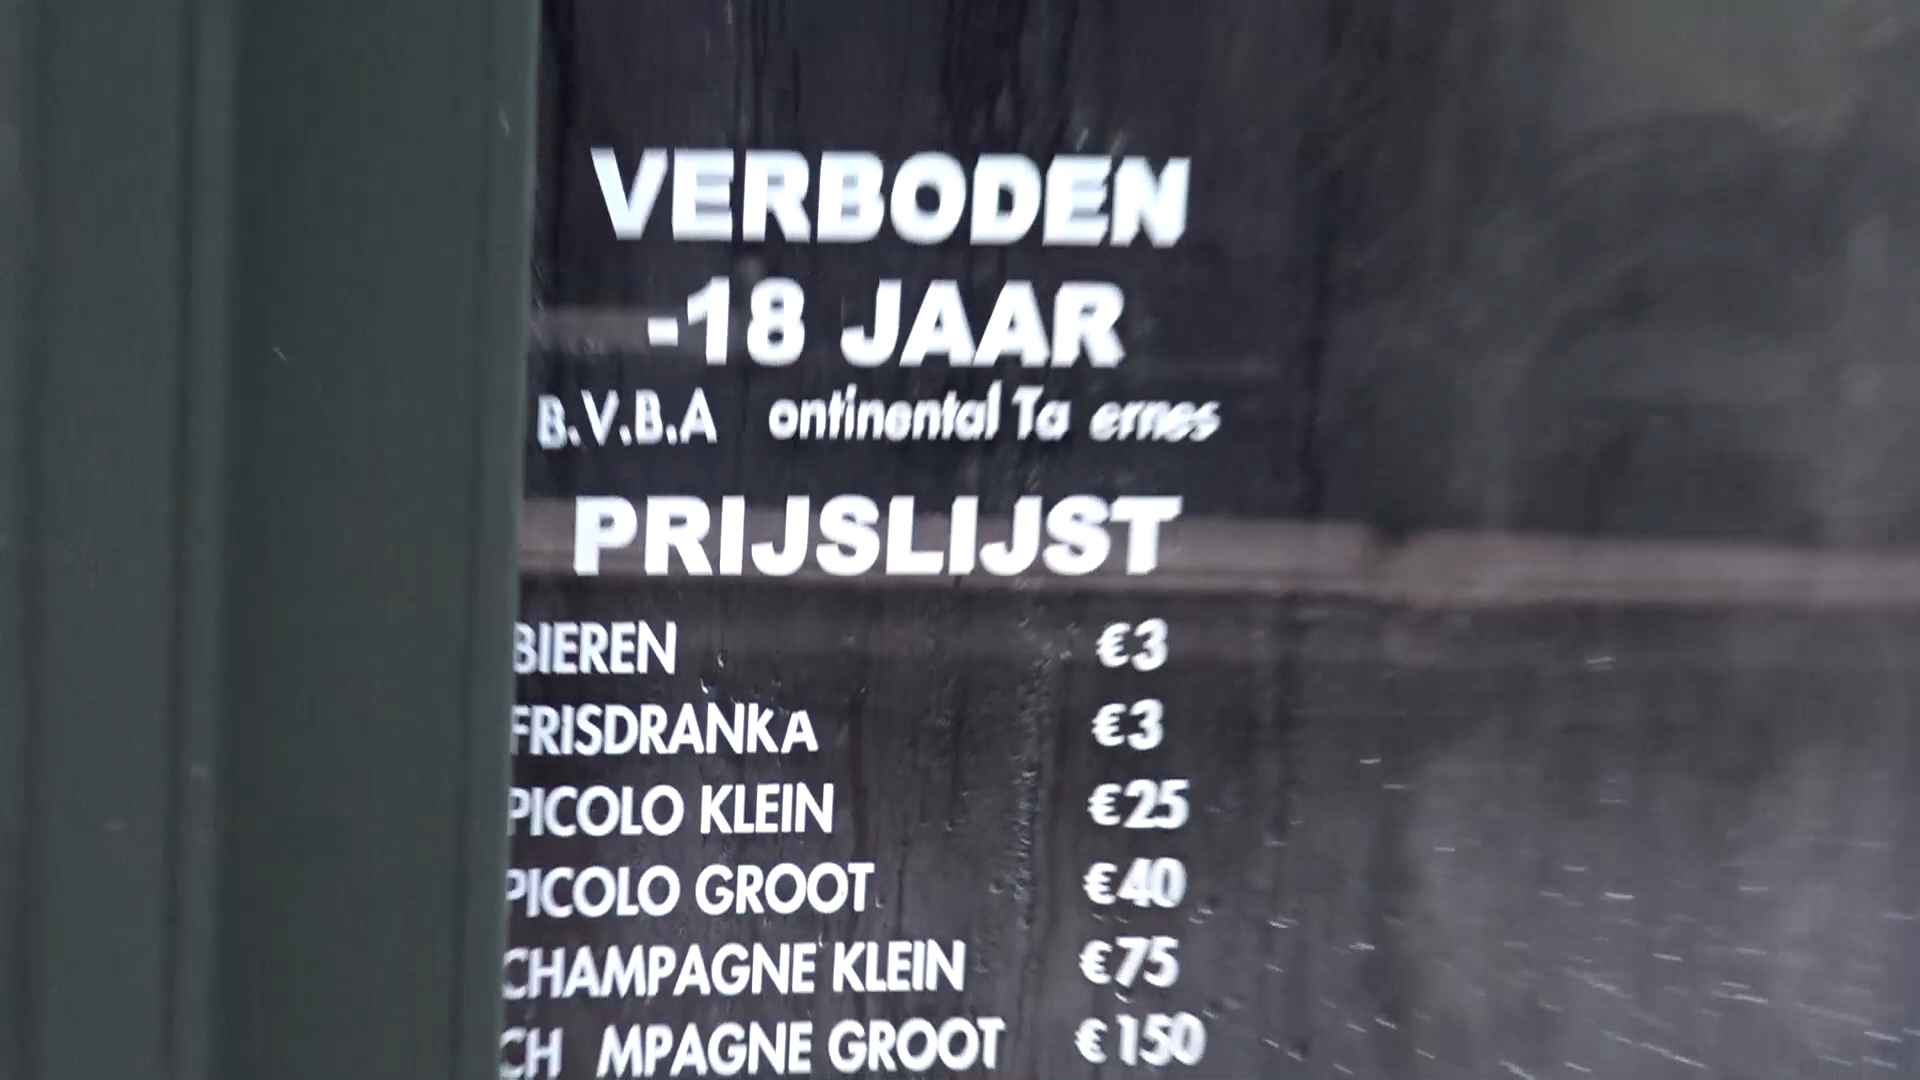 VERBODEN
-18 JAAR
B.V.B.A ontinental Ta ernes
PRIJSLIJST
BIEREN €3
FRISDRANKA €3
PICOLO KLEIN €25
PICOLO GROOT €40
CHAMPAGNE KLEIN €75
CH MPAGNE GROOT €150